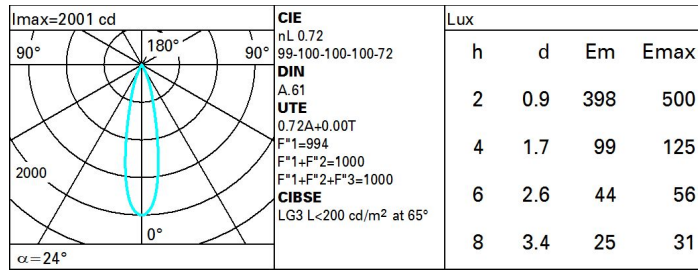 Imax=2001 cd
90° 180° 90°
2000
0°
α=24°
CIE
nL 0.72
99-100-100-100-72
DIN
A.61
UTE
0.72A+0.00T
F"1=994
F"1+F"2=1000
F"1+F"2+F"3=1000
CIBSE
LG3 L<200 cd/m² at 65°
Lux
h d Em Emax
2 0.9 398 500
4 1.7 99 125
6 2.6 44 56
8 3.4 25 31